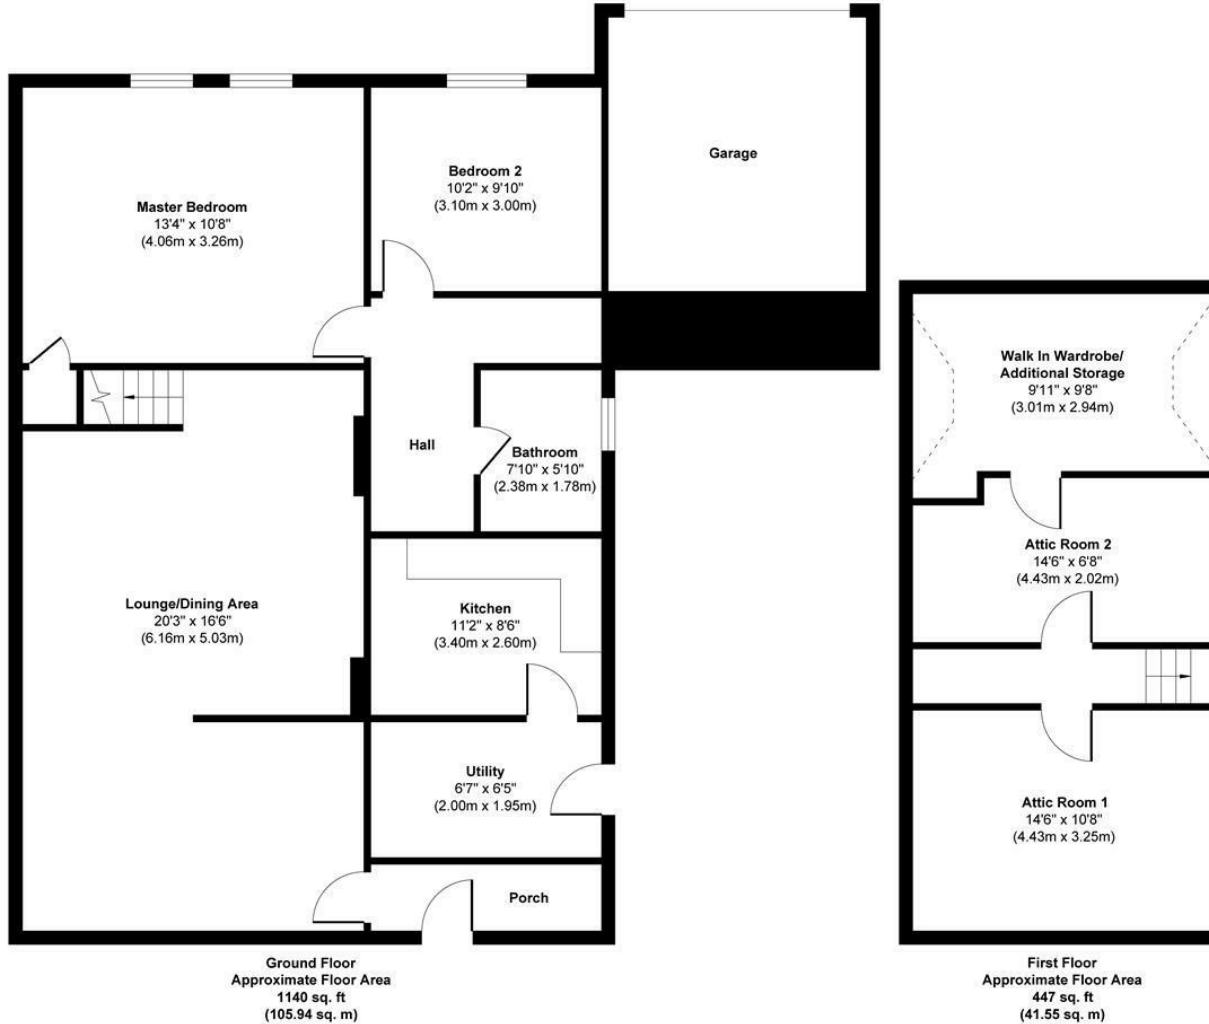 Garage
Bedroom 2
10'2" x 9'10"
(3.10m x 3.00m)
Master Bedroom
13'4" x 10'8"
(4.06m x 3.26m)
Hall
Bathroom
7'10" x 5'10"
(2.38m x 1.78m)
Lounge/Dining Area
20'3" x 16'6"
(6.16m x 5.03m)
Kitchen
11'2" x 8'6"
(3.40m x 2.60m)
Utility
6'7" x 6'5"
(2.00m x 1.95m)
Porch
Ground Floor
Approximate Floor Area
1140 sq. ft
(105.94 sq. m)
Walk In Wardrobe/
Additional Storage
9'11" x 9'8"
(3.01m x 2.94m)
Attic Room 2
14'6" x 6'8"
(4.43m x 2.02m)
Attic Room 1
14'6" x 10'8"
(4.43m x 3.25m)
First Floor
Approximate Floor Area
447 sq. ft
(41.55 sq. m)